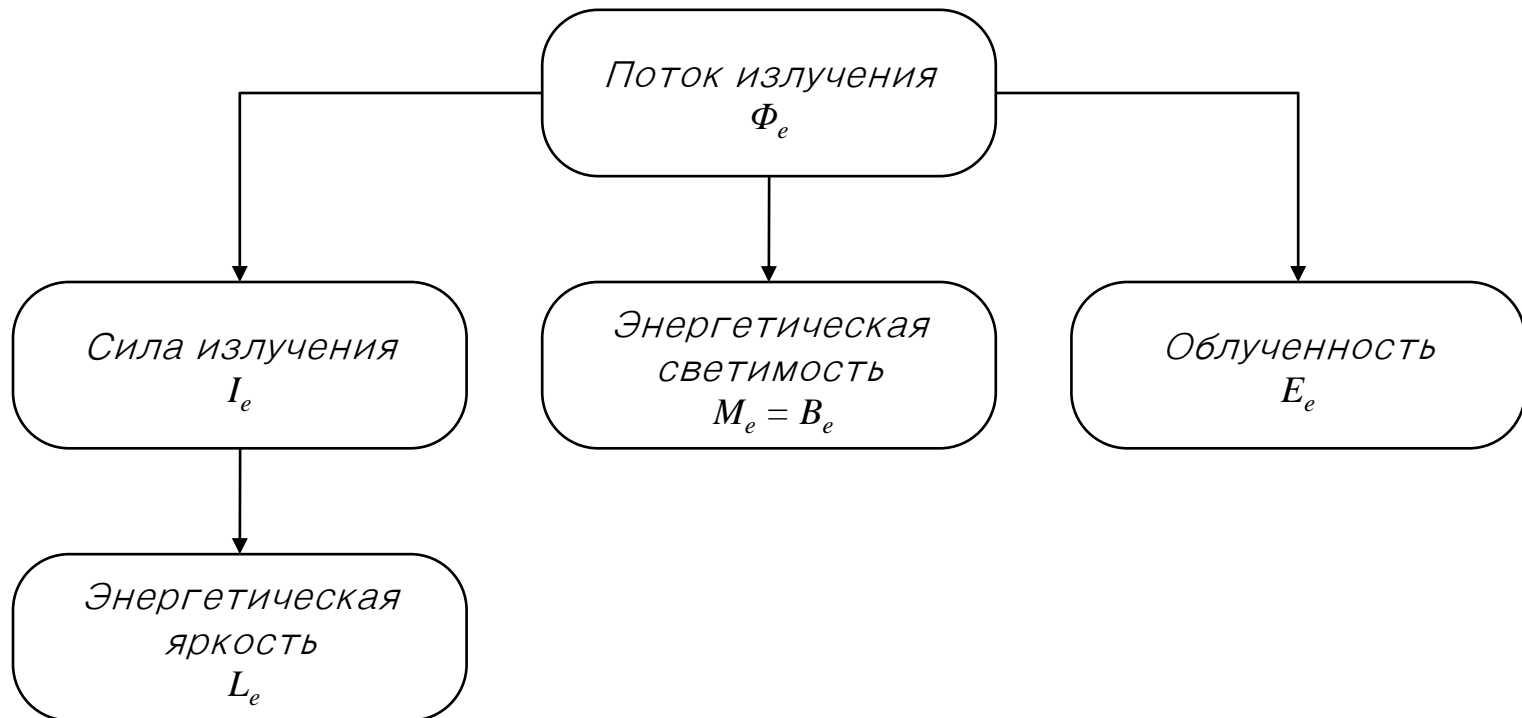 Поток излучения
Φₑ
Сила излучения
Iₑ
Энергетическая
светимость
Mₑ = Bₑ
Облученность
Eₑ
Энергетическая
яркость
Lₑ